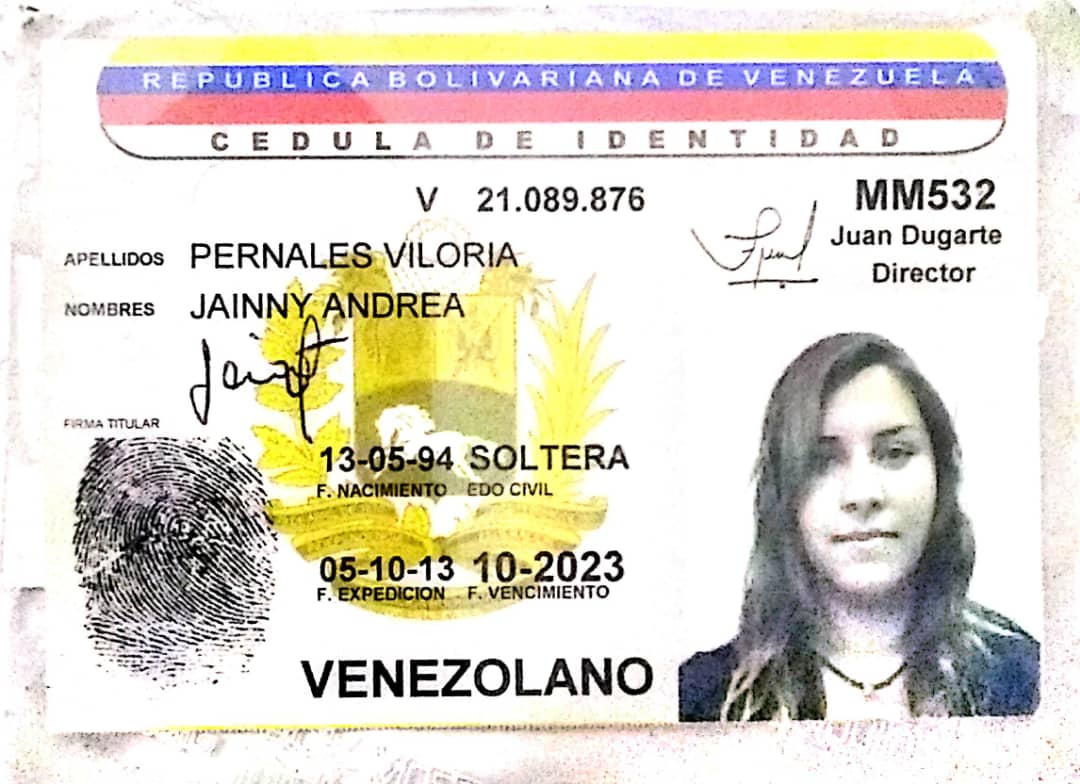 REPUBLICA BOLIVARIANA DE VENEZUELA
CEDULA DE IDENTIDAD
V 21.089.876
MM532
Juan Dugarte
Director
APELLIDOS PERNALES VILORIA
NOMBRES JAINNY ANDREA
FIRMA TITULAR
13-05-94 SOLTERA
F. NACIMIENTO EDO CIVIL
05-10-13 10-2023
F. EXPEDICION F. VENCIMIENTO
VENEZOLANO